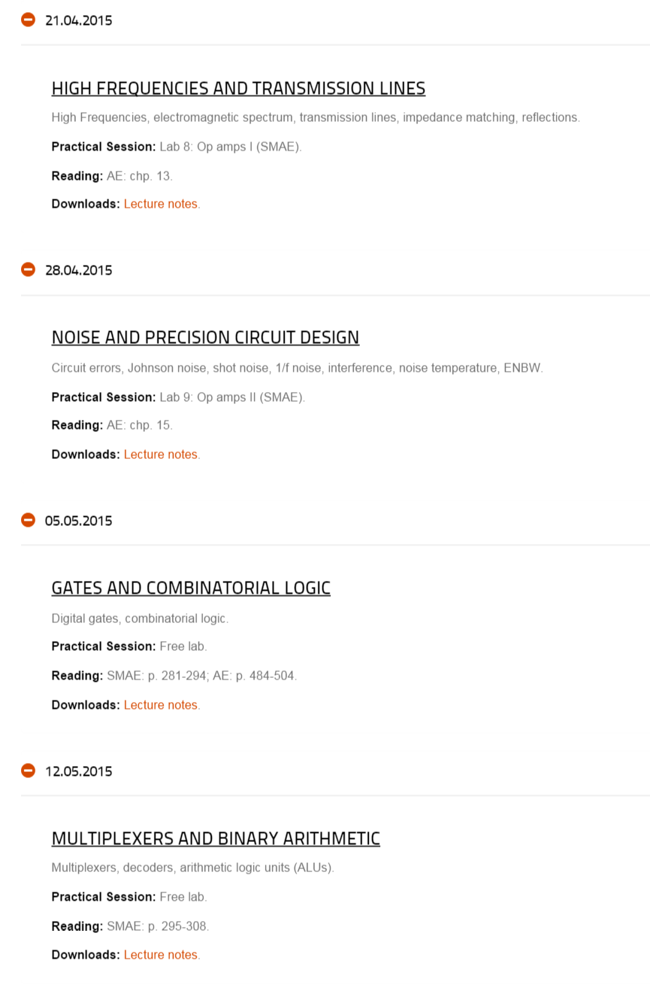 21.04.2015
HIGH FREQUENCIES AND TRANSMISSION LINES
High Frequencies, electromagnetic spectrum, transmission lines, impedance matching, reflections.
Practical Session: Lab 8: Op amps I (SMAE).
Reading: AE: chp. 13.
Downloads: Lecture notes.
28.04.2015
NOISE AND PRECISION CIRCUIT DESIGN
Circuit errors, Johnson noise, shot noise, 1/f noise, interference, noise temperature, ENBW.
Practical Session: Lab 9: Op amps II (SMAE).
Reading: AE: chp. 15.
Downloads: Lecture notes.
05.05.2015
GATES AND COMBINATORIAL LOGIC
Digital gates, combinatorial logic.
Practical Session: Free lab.
Reading: SMAE: p. 281-294; AE: p. 484-504.
Downloads: Lecture notes.
12.05.2015
MULTIPLEXERS AND BINARY ARITHMETIC
Multiplexers, decoders, arithmetic logic units (ALUs).
Practical Session: Free lab.
Reading: SMAE: p. 295-308.
Downloads: Lecture notes.